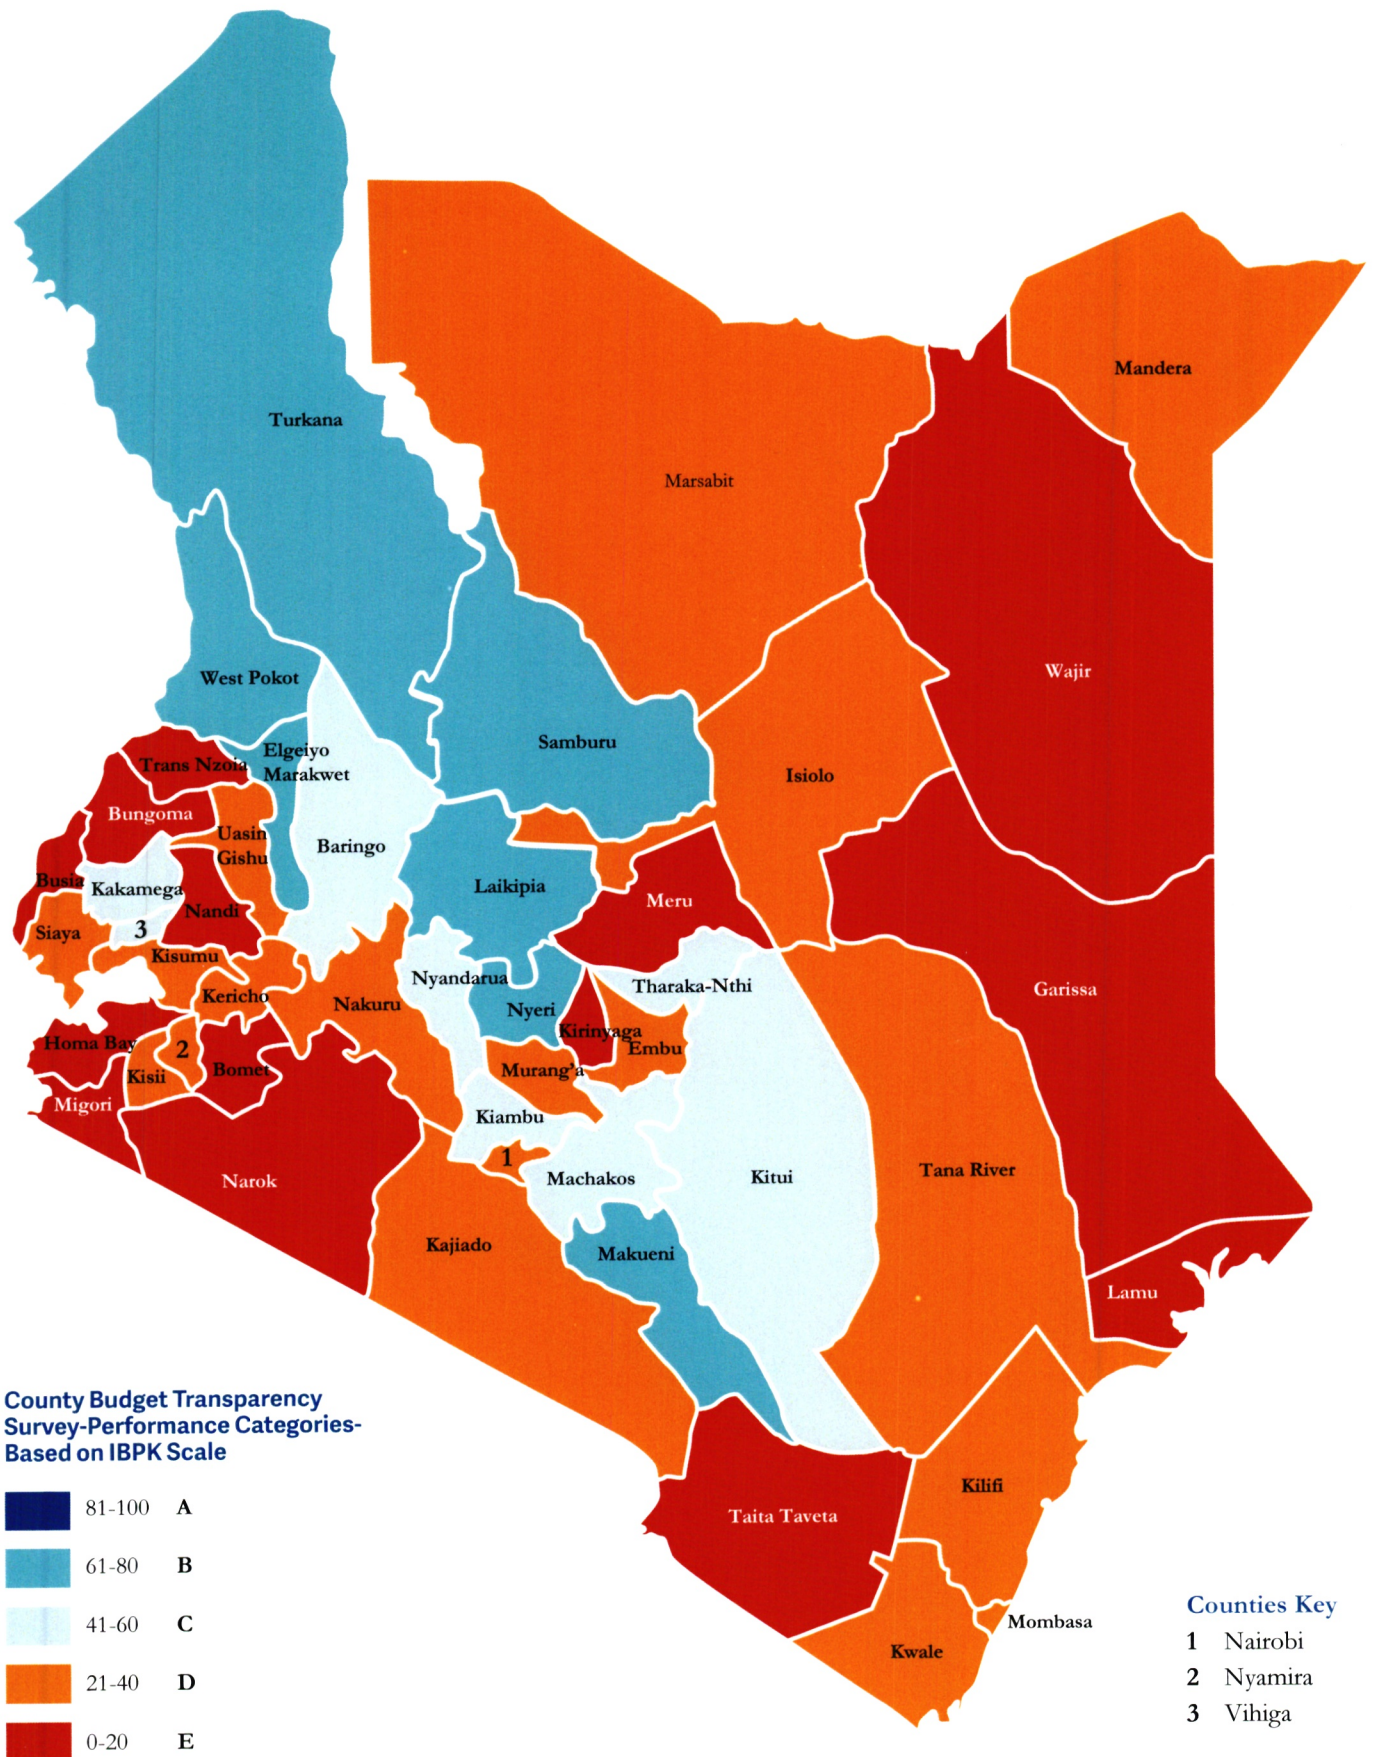 Turkana
Mandera
Marsabit
West Pokot
Wajir
Samburu
Elgeiyo
Marakwet
Trans Nzoia
Isiolo
Bungoma
Uasin
Gishu
Baringo
Busia
Kakamega
Laikipia
Meru
Nandi
Siaya
3
Kisumu
Nyandarua
Tharaka-Nthi
Garissa
Kericho
Nakuru
Nyeri
Kirinyaga
Homa Bay
2
Embu
Kisii
Bomet
Murang'a
Migori
Kiambu
1
Narok
Machakos
Kitui
Tana River
Kajiado
Makueni
Lamu
Kilifi
Taita Taveta
Mombasa
Kwale
County Budget Transparency
Survey-Performance Categories-
Based on IBPK Scale
81-100 A
61-80 B
41-60 C
21-40 D
0-20 E
Counties Key
1 Nairobi
2 Nyamira
3 Vihiga